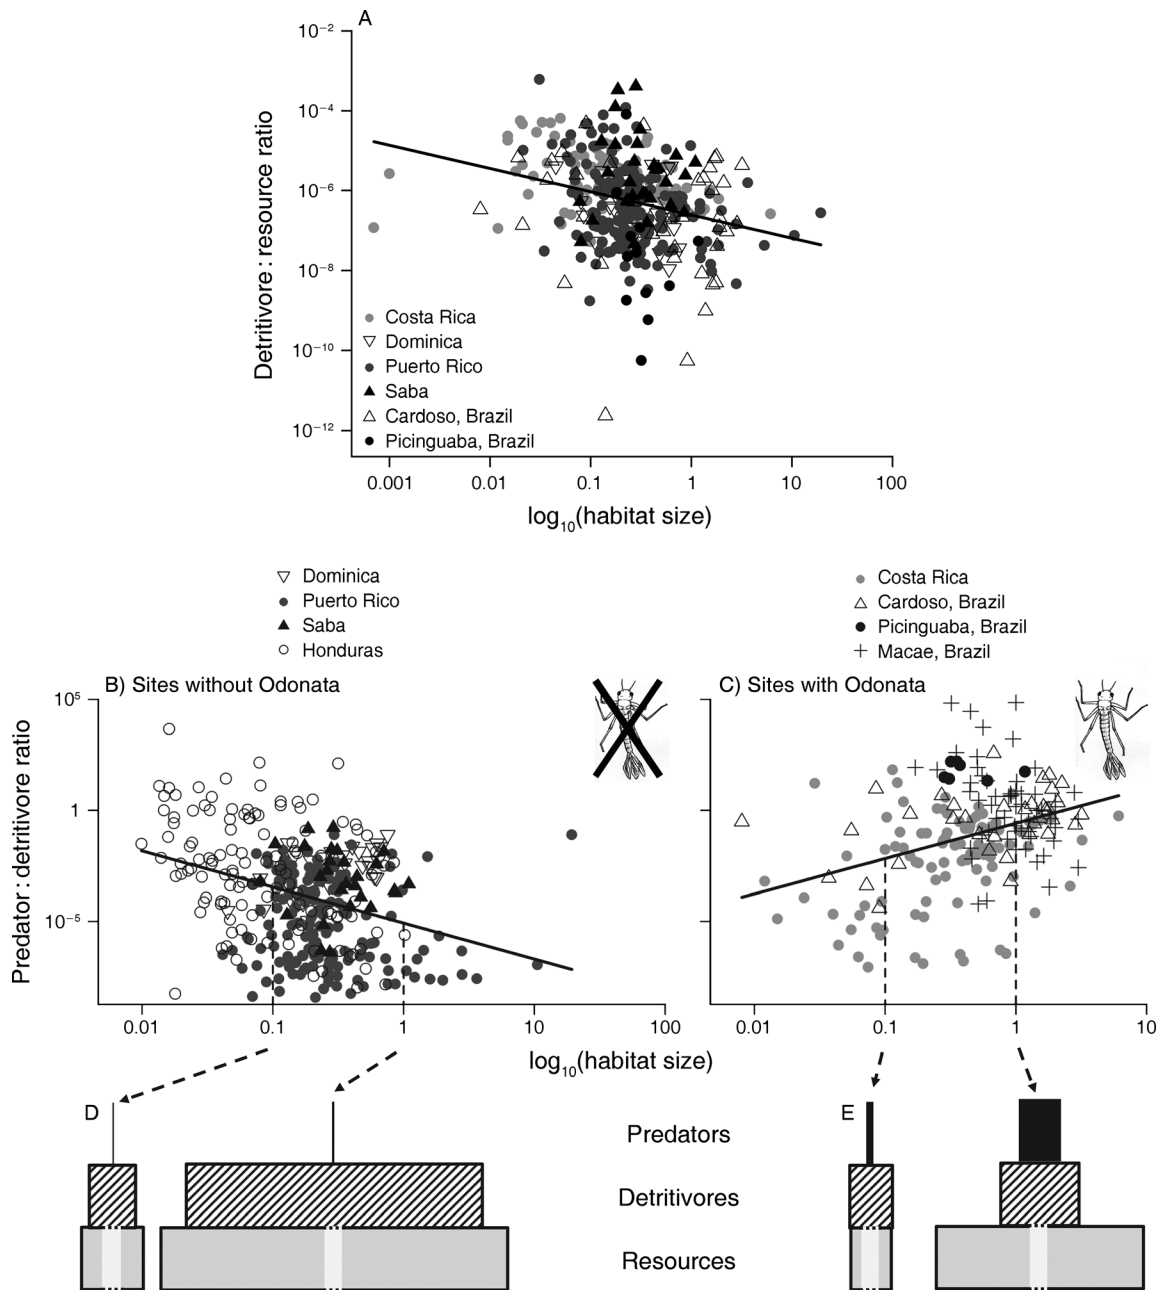 A
10⁻²
10⁻⁴
10⁻⁶
10⁻⁸
10⁻¹⁰
10⁻¹²
Detritivore : resource ratio
Costa Rica
Dominica
Puerto Rico
Saba
Cardoso, Brazil
Picinguaba, Brazil
0.001 0.01 0.1 1 10 100
log₁₀(habitat size)
Dominica
Puerto Rico
Saba
Honduras
Costa Rica
Cardoso, Brazil
Picinguaba, Brazil
Macae, Brazil
B) Sites without Odonata
C) Sites with Odonata
10⁵
1
10⁻⁵
Predator : detritivore ratio
0.01 0.1 1 10 100
0.01 0.1 1 10
log₁₀(habitat size)
D
E
Predators
Detritivores
Resources